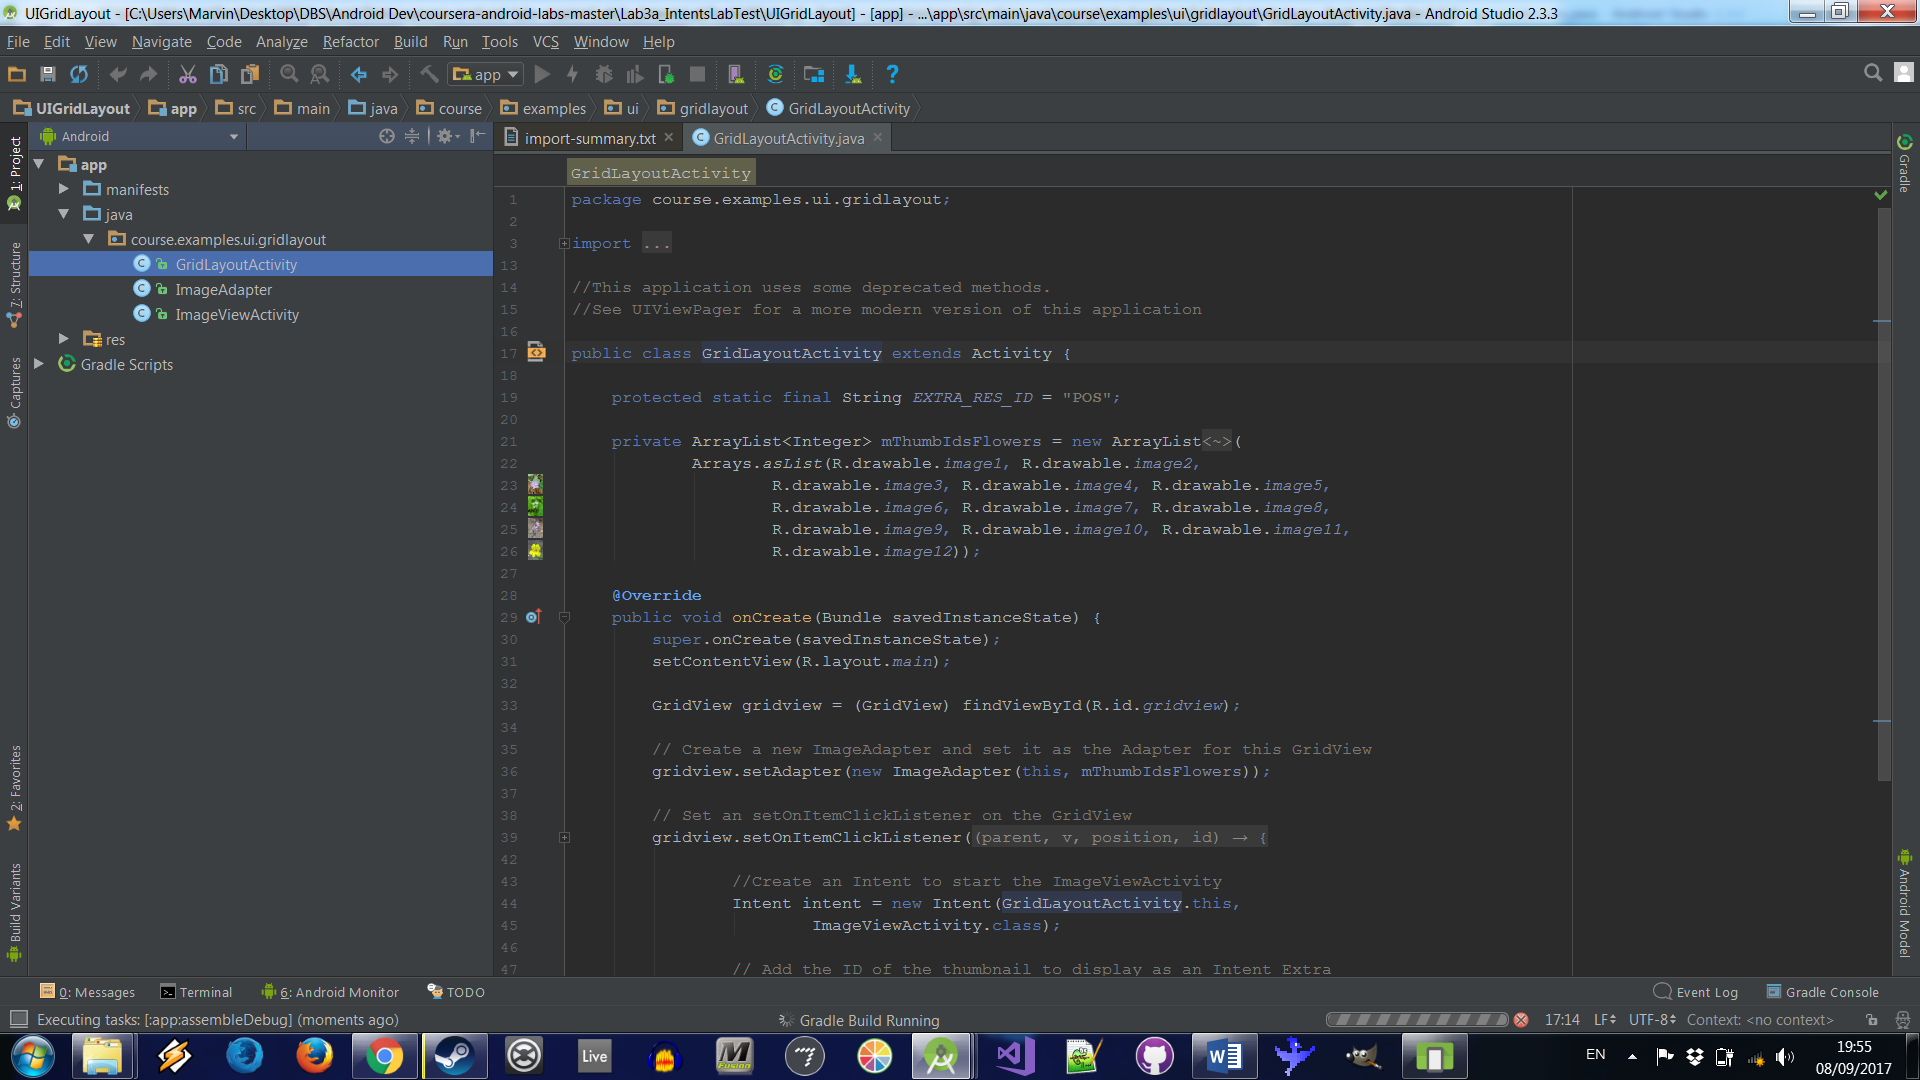 UIGridLayout - [C:\Users\Marvin\Desktop\DBS\Android Dev\coursera-android-labs-master\Lab3a_IntentsLabTest\UIGridLayout] - [app] - ...\app\src\main\java\course\examples\ui\gridlayout\GridLayoutActivity.java - Android Studio 2.3.3
File Edit View Navigate Code Analyze Refactor Build Run Tools VCS Window Help
app
UIGridLayout app src main java course examples ui gridlayout GridLayoutActivity
Android
import-summary.txt GridLayoutActivity.java
1: Project
7: Structure
Captures
2: Favorites
Build Variants
app
manifests
java
course.examples.ui.gridlayout
GridLayoutActivity
ImageAdapter
ImageViewActivity
res
Gradle Scripts
GridLayoutActivity
1 package course.examples.ui.gridlayout;
2
3 import ...
13
14 //This application uses some deprecated methods.
15 //See UIViewPager for a more modern version of this application
16
17 public class GridLayoutActivity extends Activity {
18
19 protected static final String EXTRA_RES_ID = "POS";
20
21 private ArrayList<Integer> mThumbIdsFlowers = new ArrayList<~>(
22 Arrays.asList(R.drawable.image1, R.drawable.image2,
23 R.drawable.image3, R.drawable.image4, R.drawable.image5,
24 R.drawable.image6, R.drawable.image7, R.drawable.image8,
25 R.drawable.image9, R.drawable.image10, R.drawable.image11,
26 R.drawable.image12));
27
28 @Override
29 public void onCreate(Bundle savedInstanceState) {
30 super.onCreate(savedInstanceState);
31 setContentView(R.layout.main);
32
33 GridView gridview = (GridView) findViewById(R.id.gridview);
34
35 // Create a new ImageAdapter and set it as the Adapter for this GridView
36 gridview.setAdapter(new ImageAdapter(this, mThumbIdsFlowers));
37
38 // Set an setOnItemClickListener on the GridView
39 gridview.setOnItemClickListener((parent, v, position, id) → {
42
43 //Create an Intent to start the ImageViewActivity
44 Intent intent = new Intent(GridLayoutActivity.this,
45 ImageViewActivity.class);
46
47 // Add the ID of the thumbnail to display as an Intent Extra
Gradle
Android Model
0: Messages Terminal 6: Android Monitor TODO Event Log Gradle Console
Executing tasks: [:app:assembleDebug] (moments ago) Gradle Build Running 17:14 LF UTF-8 Context: <no context>
Live
Fusion
EN
19:55
08/09/2017